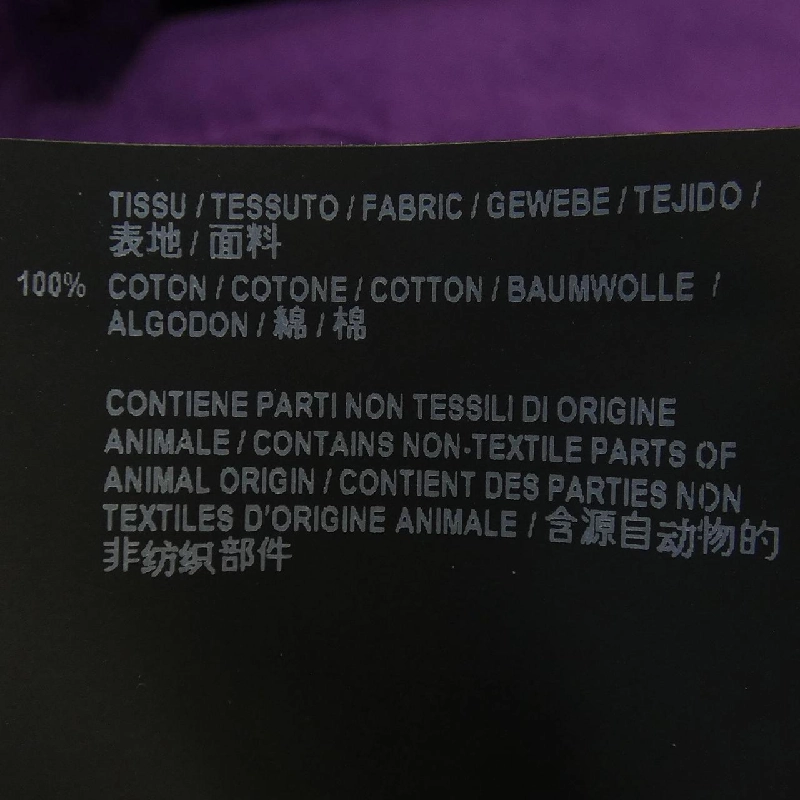 TISSU / TESSUTO / FABRIC / GEWEBE / TEJIDO /
表地 / 面料
100% COTON / COTONE / COTTON / BAUMWOLLE /
ALGODON / 綿 / 棉
CONTIENE PARTI NON TESSILI DI ORIGINE
ANIMALE / CONTAINS NON-TEXTILE PARTS OF
ANIMAL ORIGIN / CONTIENT DES PARTIES NON
TEXTILES D'ORIGINE ANIMALE / 含源自动物的
非纺织部件